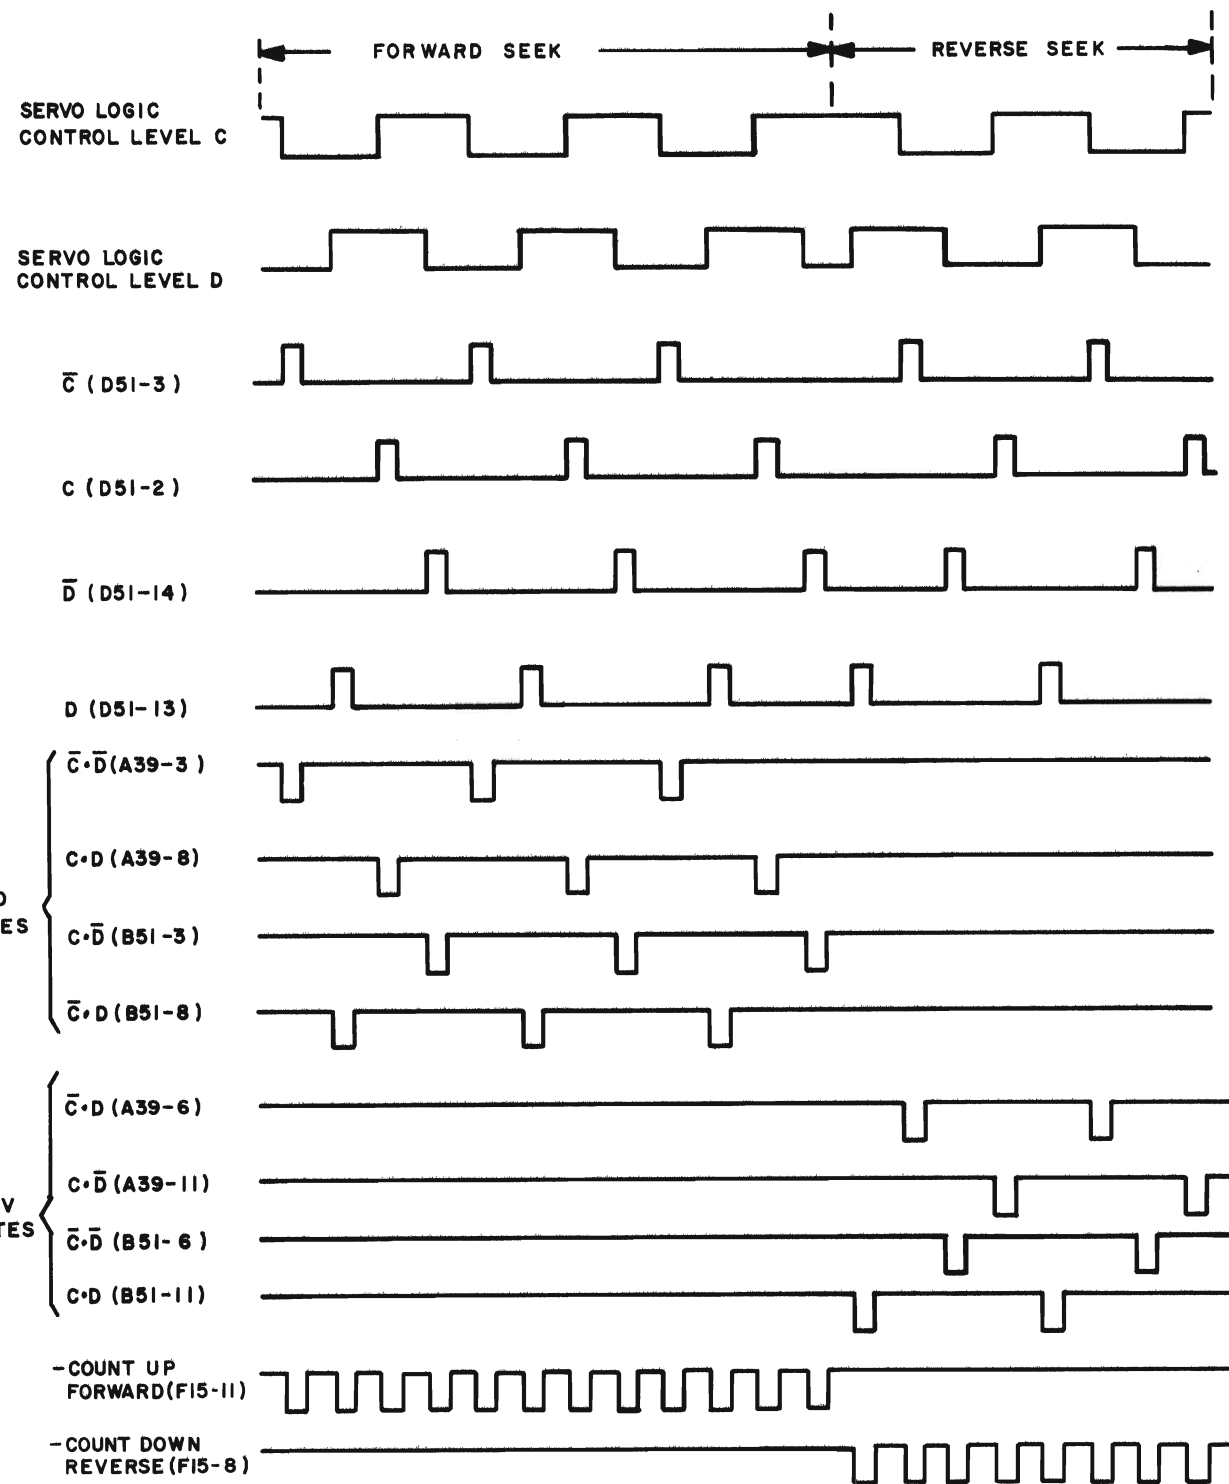 FORWARD SEEK
REVERSE SEEK
SERVO LOGIC
CONTROL LEVEL C
SERVO LOGIC
CONTROL LEVEL D
C̅ (D51-3)
C (D51-2)
D̅ (D51-14)
D (D51-13)
C̅•D̅ (A39-3)
C•D (A39-8)
D
ES
C•D̅ (B51-3)
C̅•D (B51-8)
C̅•D (A39-6)
C•D̅ (A39-11)
V
TES
C̅•D̅ (B51-6)
C•D (B51-11)
-COUNT UP
FORWARD(F15-11)
-COUNT DOWN
REVERSE(F15-8)